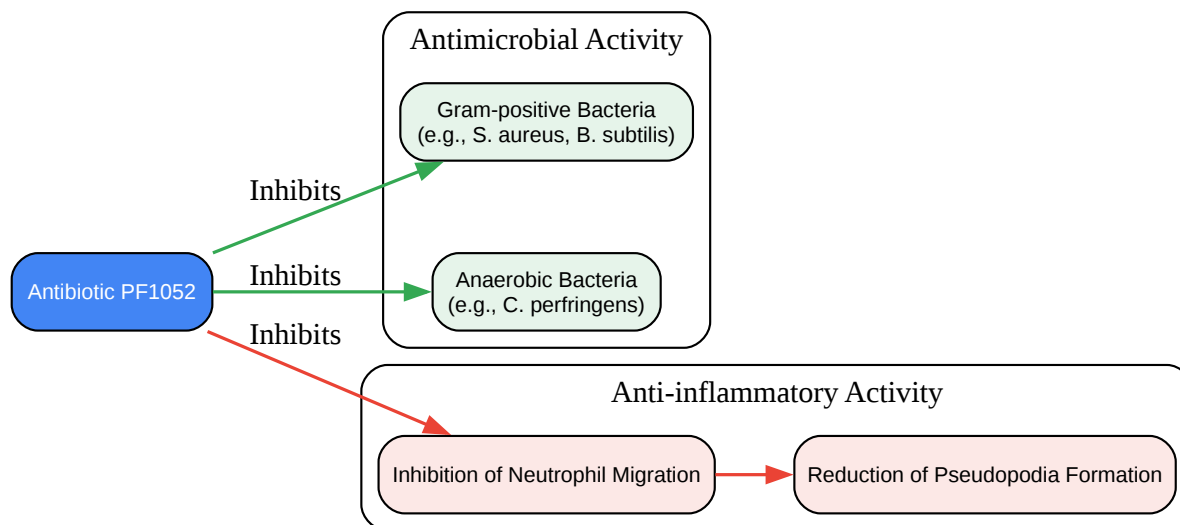 Antimicrobial Activity
Gram-positive Bacteria
(e.g., S. aureus, B. subtilis)
Inhibits
Antibiotic PF1052
Inhibits
Anaerobic Bacteria
(e.g., C. perfringens)
Inhibits
Anti-inflammatory Activity
Inhibition of Neutrophil Migration
Reduction of Pseudopodia Formation